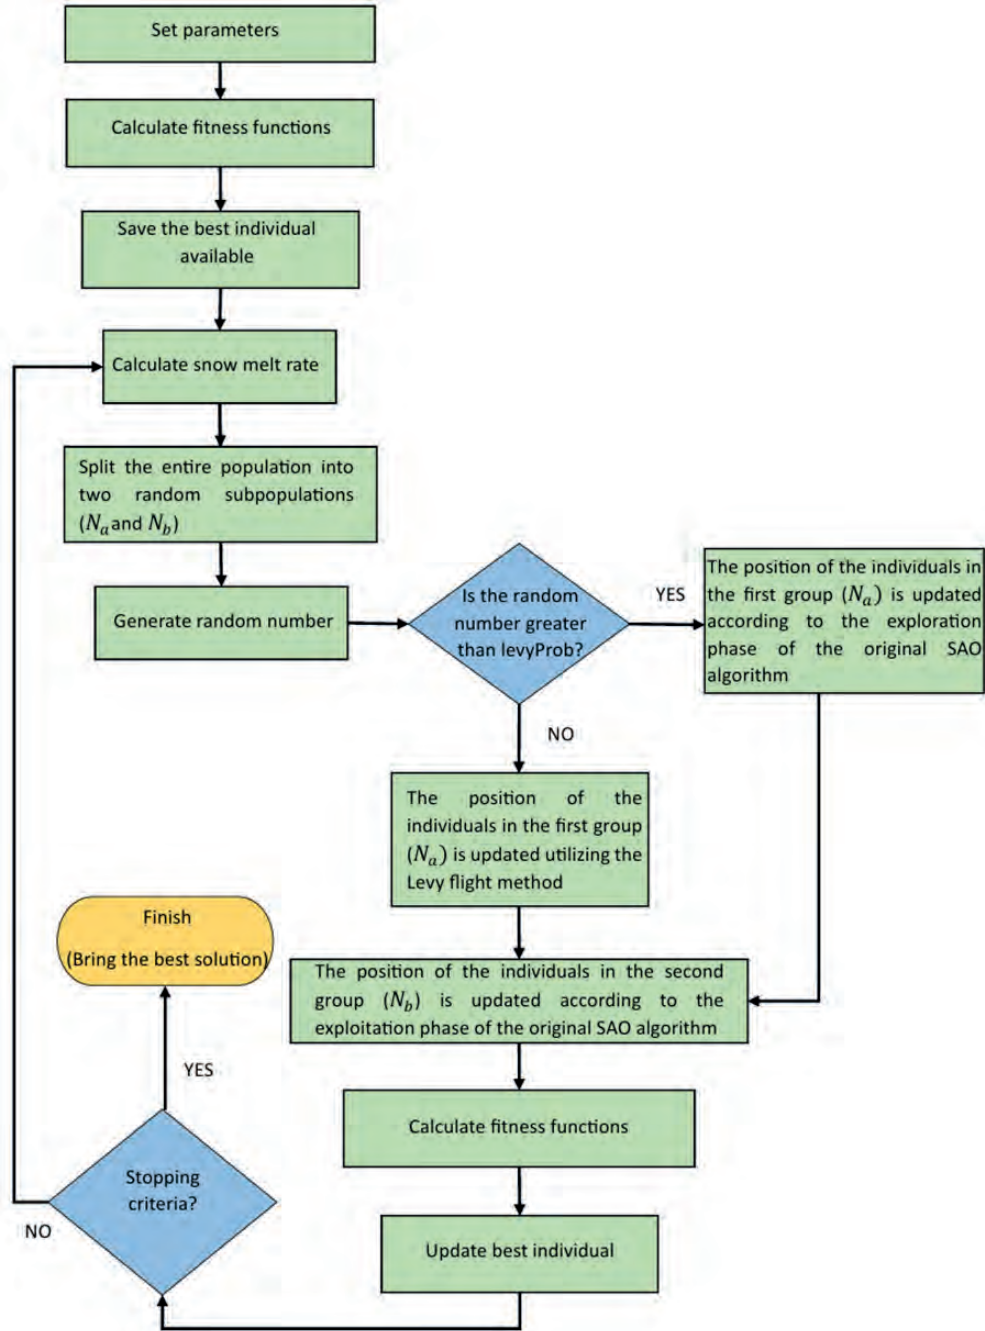 Set parameters
Calculate fitness functions
Save the best individual
available
Calculate snow melt rate
Split the entire population into
two random subpopulations
(Nₐ and N_b)
Generate random number
Is the random
number greater
than levyProb?
YES
The position of the individuals in
the first group (Nₐ) is updated
according to the exploration
phase of the original SAO
algorithm
NO
The position of the
individuals in the first group
(Nₐ) is updated utilizing the
Levy flight method
The position of the individuals in the second
group (N_b) is updated according to the
exploitation phase of the original SAO algorithm
Calculate fitness functions
Update best individual
Stopping
criteria?
NO
YES
Finish
(Bring the best solution)